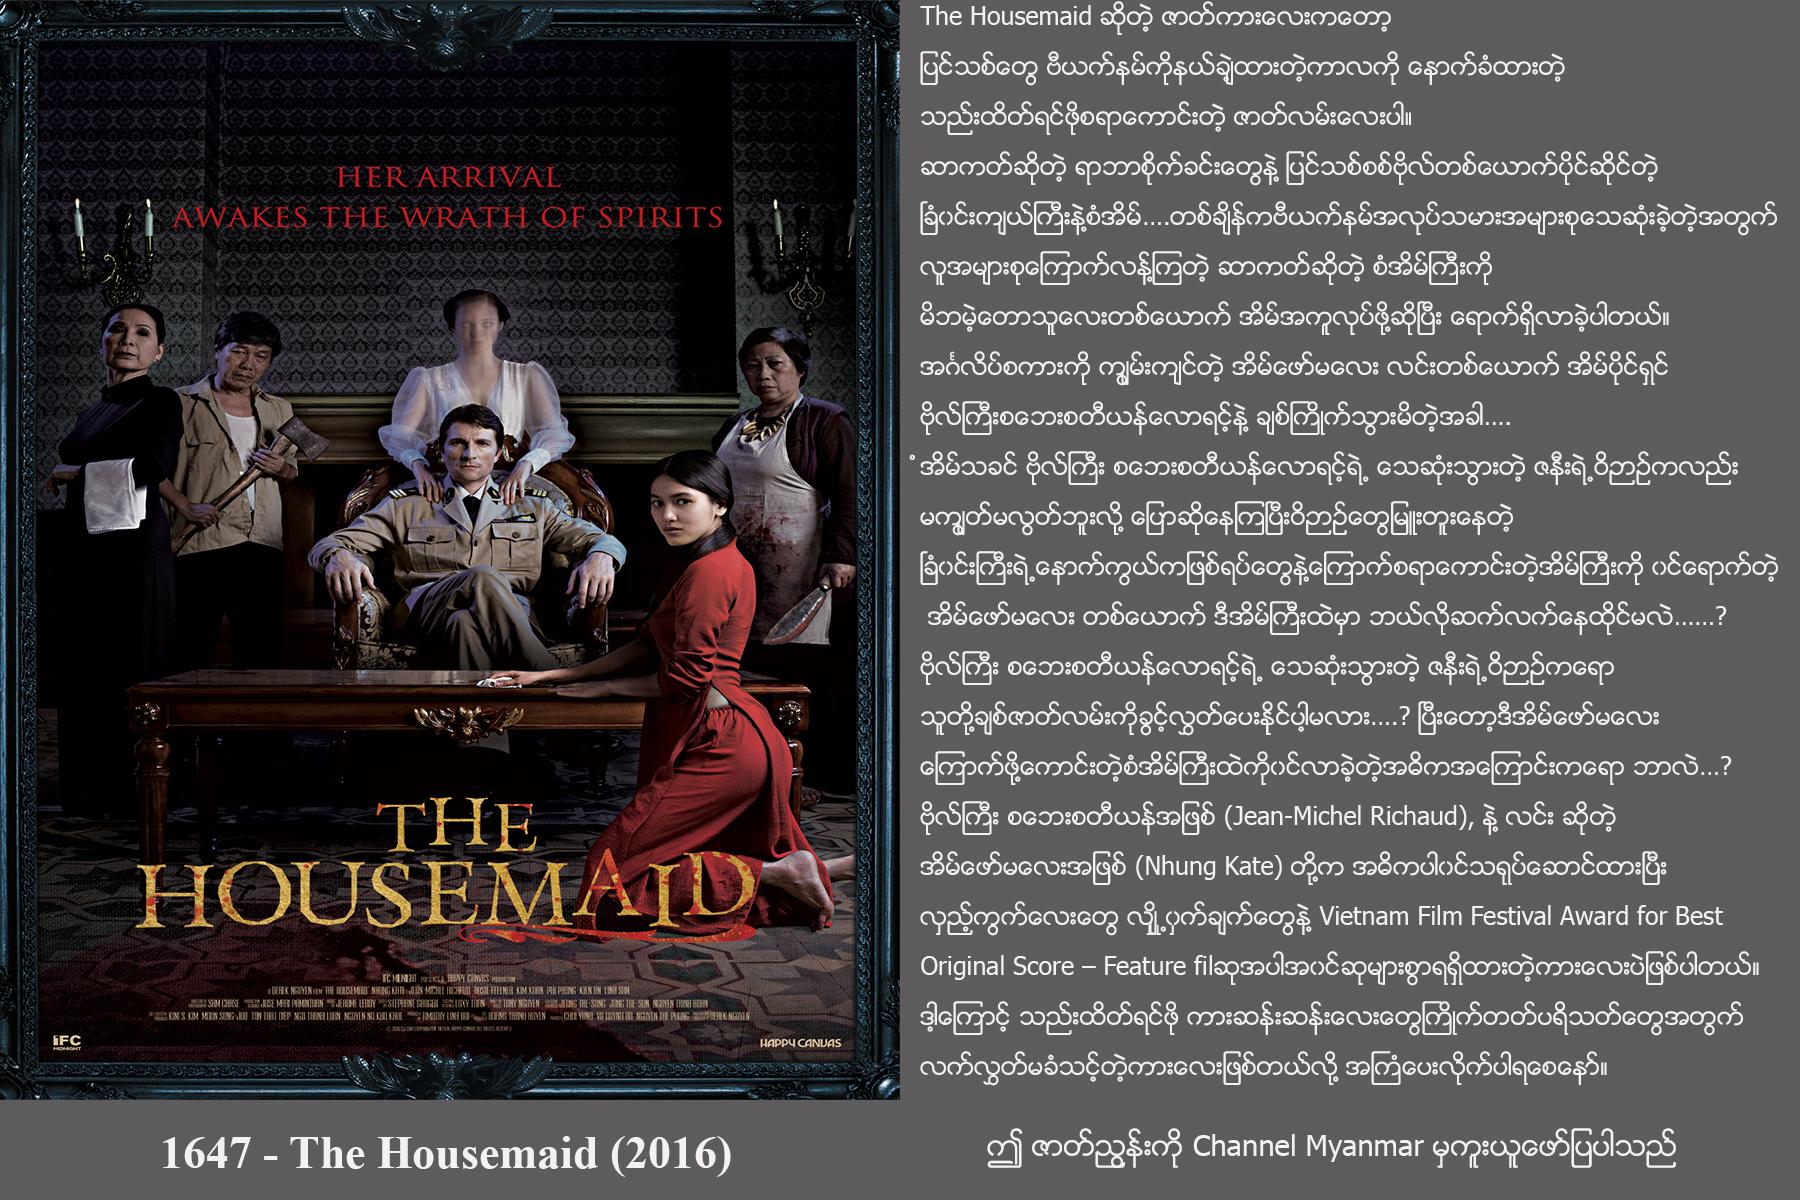 HER ARRIVAL
AWAKES THE WRATH OF SPIRITS
THE
HOUSEMAID
IFC
MIDNIGHT
HAPPY CANVAS
1647 - The Housemaid (2016)
The Housemaid ဆိုတဲ့ ဇာတ်ကားလေးကတော့
ပြင်သစ်တွေ ဗီယက်နမ်ကိုနယ်ချဲ့ထားတဲ့ကာလကို နောက်ခံထားတဲ့
သည်းထိတ်ရင်ဖိုစရာကောင်းတဲ့ ဇာတ်လမ်းလေးပါ။
ဆာကတ်ဆိုတဲ့ ရာဘာစိုက်ခင်းတွေနဲ့ ပြင်သစ်စစ်ဗိုလ်တစ်ယောက်ပိုင်ဆိုင်တဲ့
ခြံဝင်းကျယ်ကြီးနဲ့စံအိမ်....တစ်ချိန်ကဗီယက်နမ်အလုပ်သမားအများစုသေဆုံးခဲ့တဲ့အတွက်
လူအများစုကြောက်လန့်ကြတဲ့ ဆာကတ်ဆိုတဲ့ စံအိမ်ကြီးကို
မိဘမဲ့တောသူလေးတစ်ယောက် အိမ်အကူလုပ်ဖို့ဆိုပြီး ရောက်ရှိလာခဲ့ပါတယ်။
အင်္ဂလိပ်စကားကို ကျွမ်းကျင်တဲ့ အိမ်ဖော်မလေး လင်းတစ်ယောက် အိမ်ပိုင်ရှင်
ဗိုလ်ကြီးစဘေးစတီယန်လောရင့်နဲ့ ချစ်ကြိုက်သွားမိတဲ့အခါ....
ံအိမ်သခင် ဗိုလ်ကြီး စဘေးစတီယန်လောရင့်ရဲ့ သေဆုံးသွားတဲ့ ဇနီးရဲ့ဝိဉာဉ်ကလည်း
မကျွတ်မလွတ်ဘူးလို့ ပြောဆိုနေကြပြီးဝိဉာဉ်တွေမြူးတူးနေတဲ့
ခြံဝင်းကြီးရဲ့နောက်ကွယ်ကဖြစ်ရပ်တွေနဲ့ကြောက်စရာကောင်းတဲ့အိမ်ကြီးကို ဝင်ရောက်တဲ့
အိမ်ဖော်မလေး တစ်ယောက် ဒီအိမ်ကြီးထဲမှာ ဘယ်လိုဆက်လက်နေထိုင်မလဲ......?
ဗိုလ်ကြီး စဘေးစတီယန်လောရင့်ရဲ့ သေဆုံးသွားတဲ့ ဇနီးရဲ့ဝိဉာဉ်ကရော
သူတို့ချစ်ဇာတ်လမ်းကိုခွင့်လွှတ်ပေးနိုင်ပါ့မလား....? ပြီးတော့ဒီအိမ်ဖော်မလေး
ကြောက်ဖို့ကောင်းတဲ့စံအိမ်ကြီးထဲကိုဝင်လာခဲ့တဲ့အဓိကအကြောင်းကရော ဘာလဲ...?
ဗိုလ်ကြီး စဘေးစတီယန်အဖြစ် (Jean-Michel Richaud), နဲ့ လင်း ဆိုတဲ့
အိမ်ဖော်မလေးအဖြစ် (Nhung Kate) တို့က အဓိကပါဝင်သရုပ်ဆောင်ထားပြီး
လှည့်ကွက်လေးတွေ လျှို့ဝှက်ချက်တွေနဲ့ Vietnam Film Festival Award for Best
Original Score – Feature filဆုအပါအဝင်ဆုများစွာရရှိထားတဲ့ကားလေးပဲဖြစ်ပါတယ်။
ဒါ့ကြောင့် သည်းထိတ်ရင်ဖို ကားဆန်းဆန်းလေးတွေကြိုက်တတ်ပရိသတ်တွေအတွက်
လက်လွှတ်မခံသင့်တဲ့ကားလေးဖြစ်တယ်လို့ အကြံပေးလိုက်ပါရစေနော်။
ဤ ဇာတ်ညွှန်းကို Channel Myanmar မှကူးယူဖော်ပြပါသည်